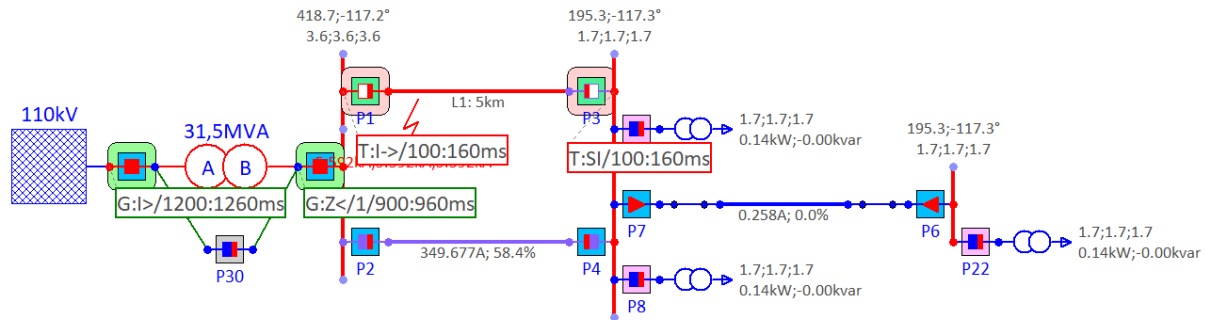 418.7;-117.2°
3.6;3.6;3.6
195.3;-117.3°
1.7;1.7;1.7
110kV
31,5MVA
A
B
P1
L1: 5km
P3
T:I->/100:160ms
T:SI/100:160ms
1.7;1.7;1.7
0.14kW;-0.00kvar
195.3;-117.3°
1.7;1.7;1.7
G:I>/1200:1260ms
G:Z</1/900:960ms
P7
0.258A; 0.0%
P6
P30
P2
349.677A; 58.4%
P4
P22
1.7;1.7;1.7
0.14kW;-0.00kvar
P8
1.7;1.7;1.7
0.14kW;-0.00kvar